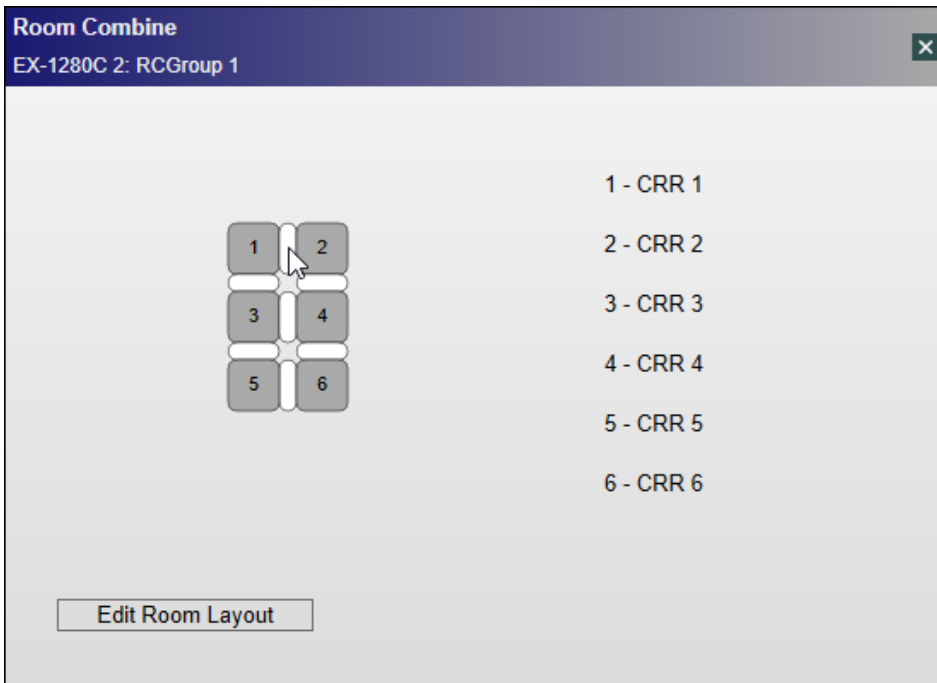 Room Combine
EX-1280C 2: RCGroup 1
1 2
3 4
5 6
1 - CRR 1
2 - CRR 2
3 - CRR 3
4 - CRR 4
5 - CRR 5
6 - CRR 6
Edit Room Layout